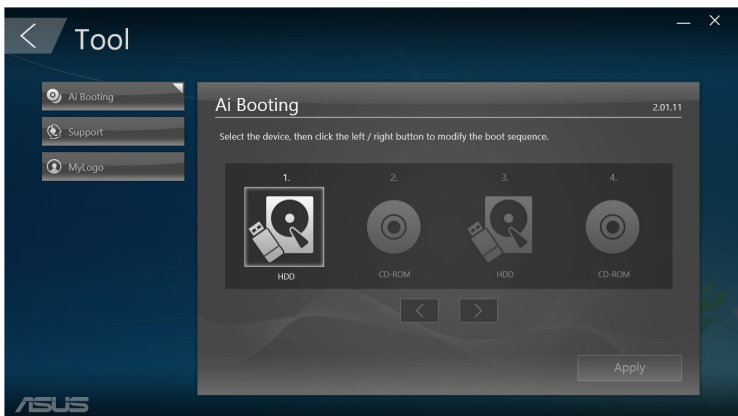 Tool
Ai Booting
Support
MyLogo
Ai Booting
2.01.11
Select the device, then click the left / right button to modify the boot sequence.
1. 2. 3. 4.
HDD CD-ROM HDD CD-ROM
Apply
ASUS